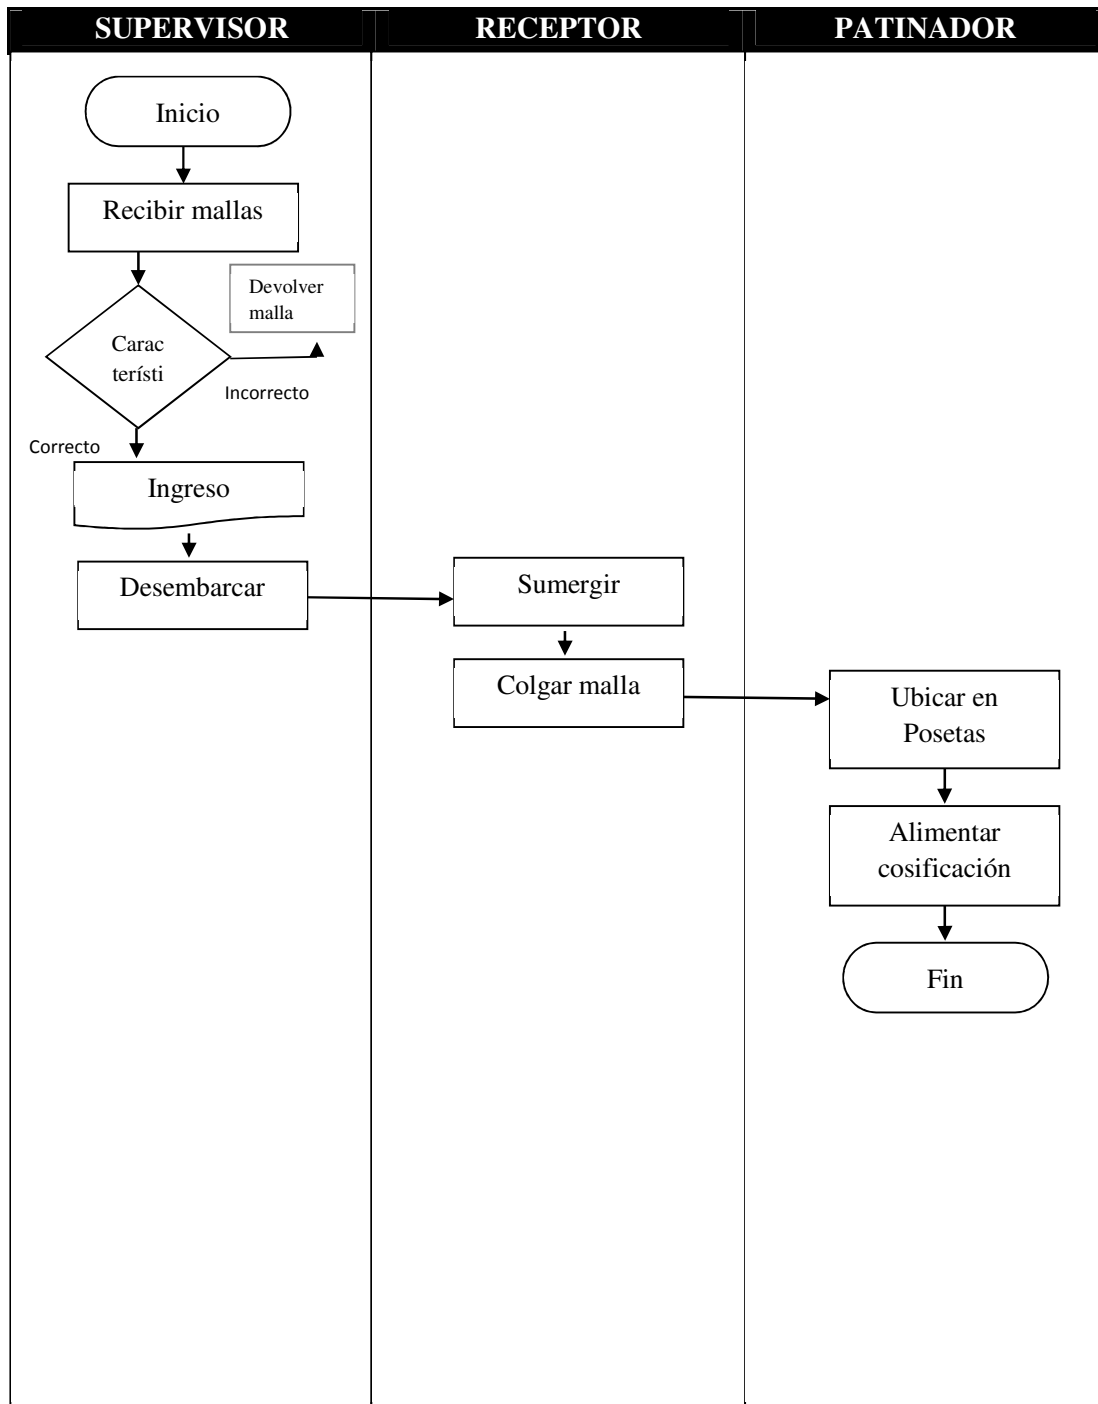 SUPERVISOR
RECEPTOR
PATINADOR
Inicio
Recibir mallas
Devolver
malla
Carac
terísti
Incorrecto
Correcto
Ingreso
Desembarcar
Sumergir
Colgar malla
Ubicar en
Posetas
Alimentar
cosificación
Fin